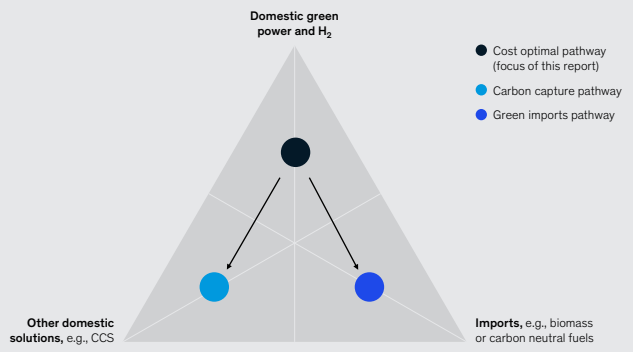 Domestic green
power and H₂
Cost optimal pathway
(focus of this report)
Carbon capture pathway
Green imports pathway
Other domestic
solutions, e.g., CCS
Imports, e.g., biomass
or carbon neutral fuels